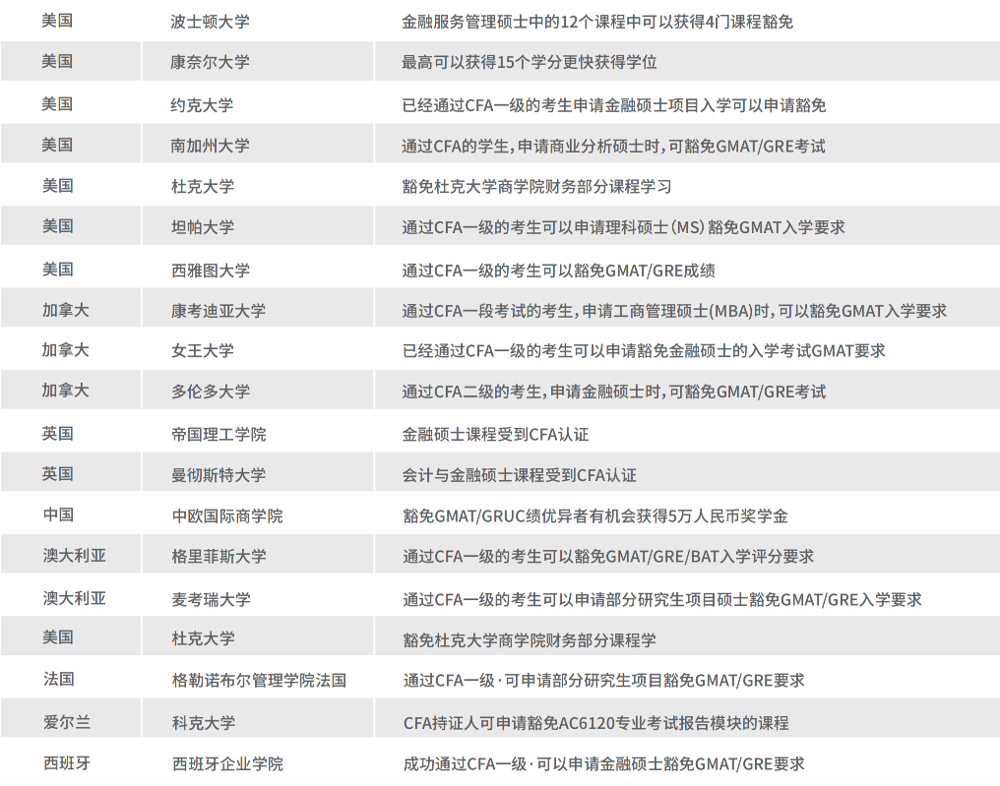 美国 波士顿大学 金融服务管理硕士中的12个课程中可以获得4门课程豁免
美国 康奈尔大学 最高可以获得15个学分更快获得学位
美国 约克大学 已经通过CFA一级的考生申请金融硕士项目入学可以申请豁免
美国 南加州大学 通过CFA的学生，申请商业分析硕士时，可豁免GMAT/GRE考试
美国 杜克大学 豁免杜克大学商学院财务部分课程学习
美国 坦帕大学 通过CFA一级的考生可以申请理科硕士（MS）豁免GMAT入学要求
美国 西雅图大学 通过CFA一级的考生可以豁免GMAT/GRE成绩
加拿大 康考迪亚大学 通过CFA一段考试的考生，申请工商管理硕士(MBA)时，可以豁免GMAT入学要求
加拿大 女王大学 已经通过CFA一级的考生可以申请豁免金融硕士的入学考试GMAT要求
加拿大 多伦多大学 通过CFA二级的考生，申请金融硕士时，可豁免GMAT/GRE考试
英国 帝国理工学院 金融硕士课程受到CFA认证
英国 曼彻斯特大学 会计与金融硕士课程受到CFA认证
中国 中欧国际商学院 豁免GMAT/GRUC绩优异者有机会获得5万人民币奖学金
澳大利亚 格里菲斯大学 通过CFA一级的考生可以豁免GMAT/GRE/BAT入学评分要求
澳大利亚 麦考瑞大学 通过CFA一级的考生可以申请部分研究生项目硕士豁免GMAT/GRE入学要求
美国 杜克大学 豁免杜克大学商学院财务部分课程学
法国 格勒诺布尔管理学院法国 通过CFA一级·可申请部分研究生项目豁免GMAT/GRE要求
爱尔兰 科克大学 CFA持证人可申请豁免AC6120专业考试报告模块的课程
西班牙 西班牙企业学院 成功通过CFA一级·可以申请金融硕士豁免GMAT/GRE要求